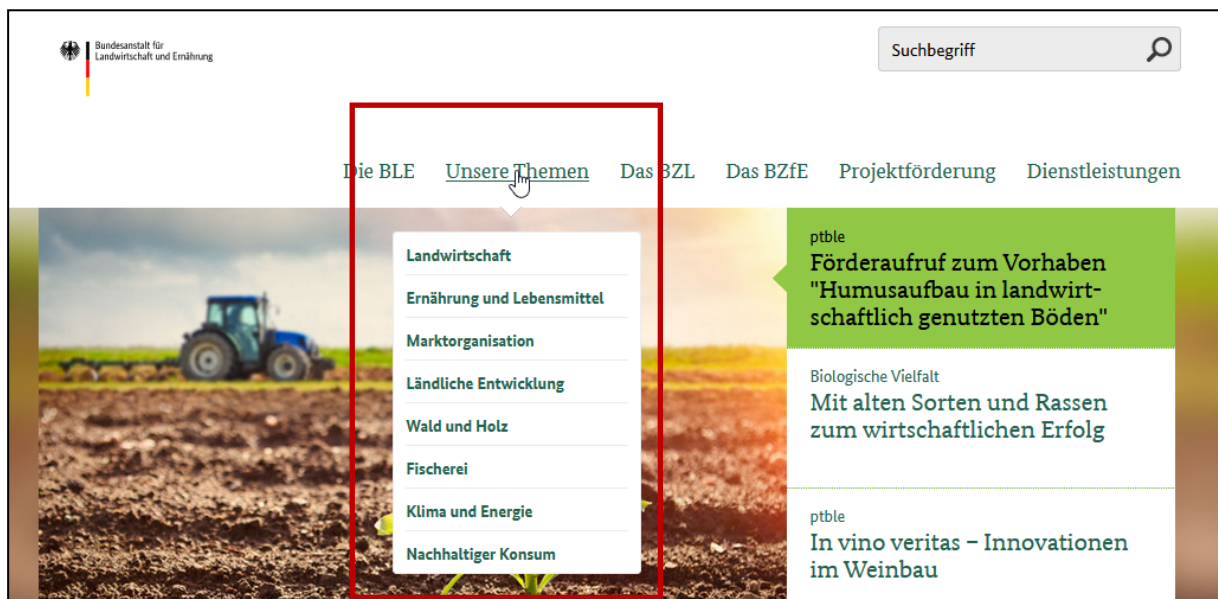 Bundesanstalt für
Landwirtschaft und Ernährung
Suchbegriff
Die BLE Unsere Themen Das BZL Das BZfE Projektförderung Dienstleistungen
Landwirtschaft
Ernährung und Lebensmittel
Marktorganisation
Ländliche Entwicklung
Wald und Holz
Fischerei
Klima und Energie
Nachhaltiger Konsum
ptble
Förderaufruf zum Vorhaben
"Humusaufbau in landwirt-
schaftlich genutzten Böden"
Biologische Vielfalt
Mit alten Sorten und Rassen
zum wirtschaftlichen Erfolg
ptble
In vino veritas – Innovationen
im Weinbau